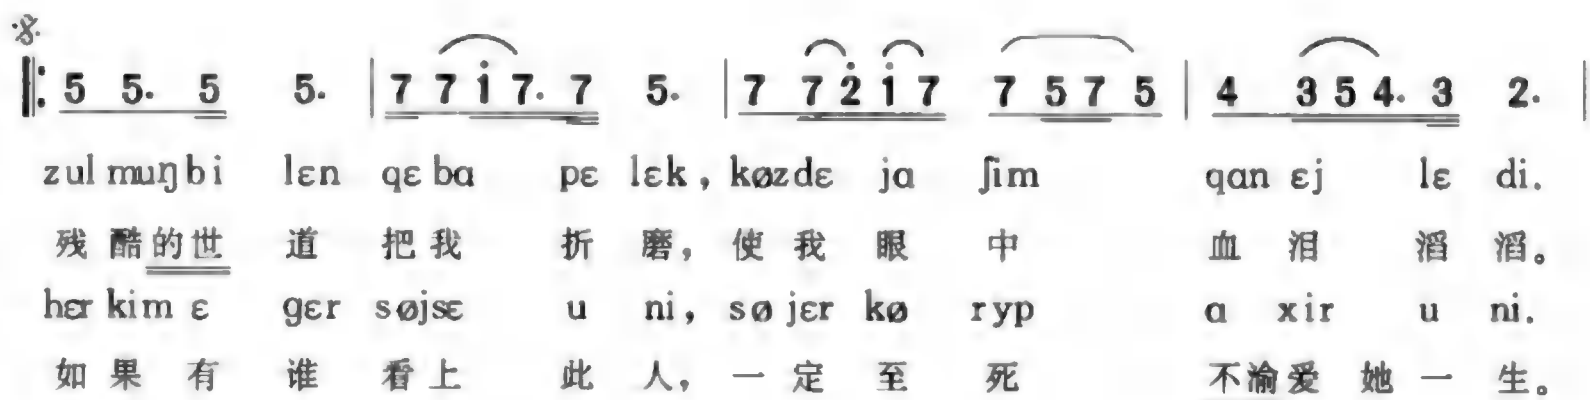 5 5. 5 5. | 7 7 i 7. 7 5. | 7 7 2 i 7 7 5 7 5 | 4 3 5 4. 3 2. |
zul muŋ bi lɛn qɛ bɑ pɛ lɛk, køzdɛ jɑ ʃim qɑn ɛj lɛ di.
残 酷 的 世 道 把 我 折 磨，使 我 眼 中 血 泪 滔 滔。
hɛr kim ɛ gɛr søjsɛ u ni, sø jɛr kø ryp ɑ xir u ni.
如 果 有 谁 看 上 此 人，一 定 至 死 不 渝 爱 她 一 生。